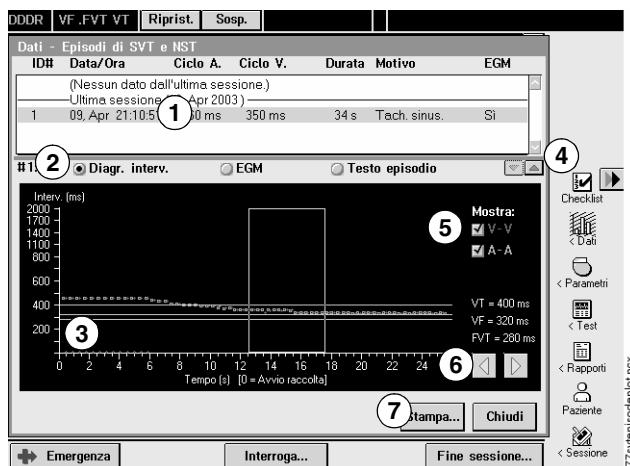 DDDR VF .FVT VT Riprist. Sosp.
Dati - Episodi di SVT e NST
ID# Data/Ora Ciclo A. Ciclo V. Durata Motivo EGM
(Nessun dato dall'ultima sessione.)
Ultima sessione Apr 2003 )
1 09, Apr 21:10:5 ms 350 ms 34 s Tach. sinus. Sì
1
#1 2 Diagr. interv. EGM Testo episodio 4
Interv. (ms)
2000
1700
1400
1100
800
600
400
200
0 2 4 6 8 10 12 14 16 18 20 22 24
Tempo (s) [0 = Avvio raccolta]
3
Mostra:
5 V-V
A-A
VT = 400 ms
VF = 320 ms
FVT = 280 ms
6
7 Stampa... Chiudi
Checklist
< Dati
< Parametri
< Test
< Rapporti
Paziente
< Sessione
Emergenza Interroga... Fine sessione...